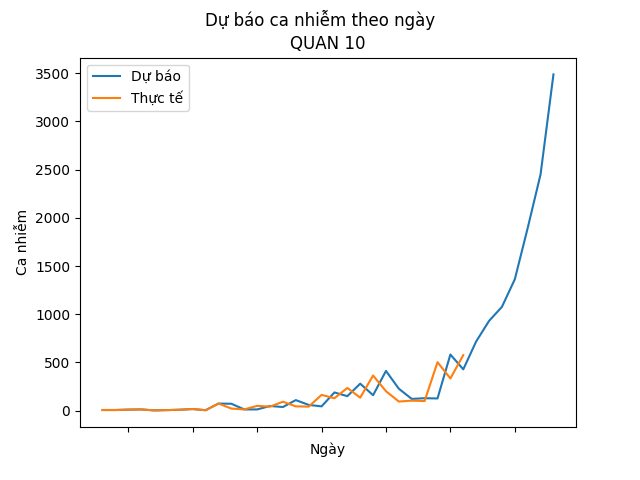 Dự báo ca nhiễm theo ngày
QUAN 10
Dự báo
Thực tế
3500
3000
2500
2000
1500
1000
500
0
Ca nhiễm
Ngày